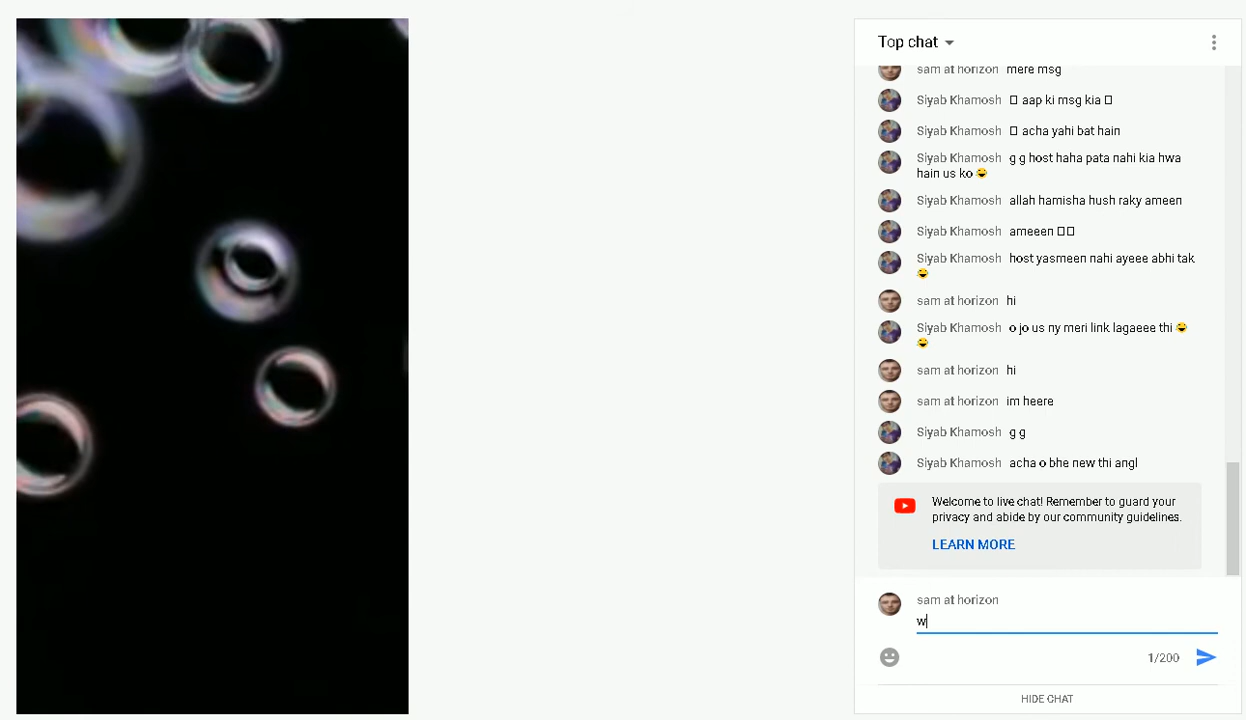 Top chat
sam at horizon mere msg
Siyab Khamosh aap ki msg kia
Siyab Khamosh acha yahi bat hain
Siyab Khamosh g g host haha pata nahi kia hwa
hain us ko 😂
Siyab Khamosh allah hamisha hush raky ameen
Siyab Khamosh ameeen
Siyab Khamosh host yasmeen nahi ayeee abhi tak
😂
sam at horizon hi
Siyab Khamosh o jo us ny meri link lagaeee thi 😂
😂
sam at horizon hi
sam at horizon im heere
Siyab Khamosh g g
Siyab Khamosh acha o bhe new thi angl
Welcome to live chat! Remember to guard your
privacy and abide by our community guidelines.
LEARN MORE
sam at horizon
w
1/200
HIDE CHAT